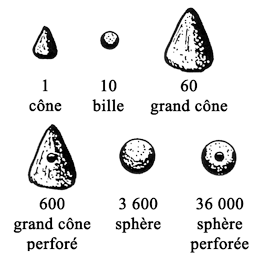 1 10 60
cône bille grand cône
600 3 600 36 000
grand cône sphère sphère
perforé perforée